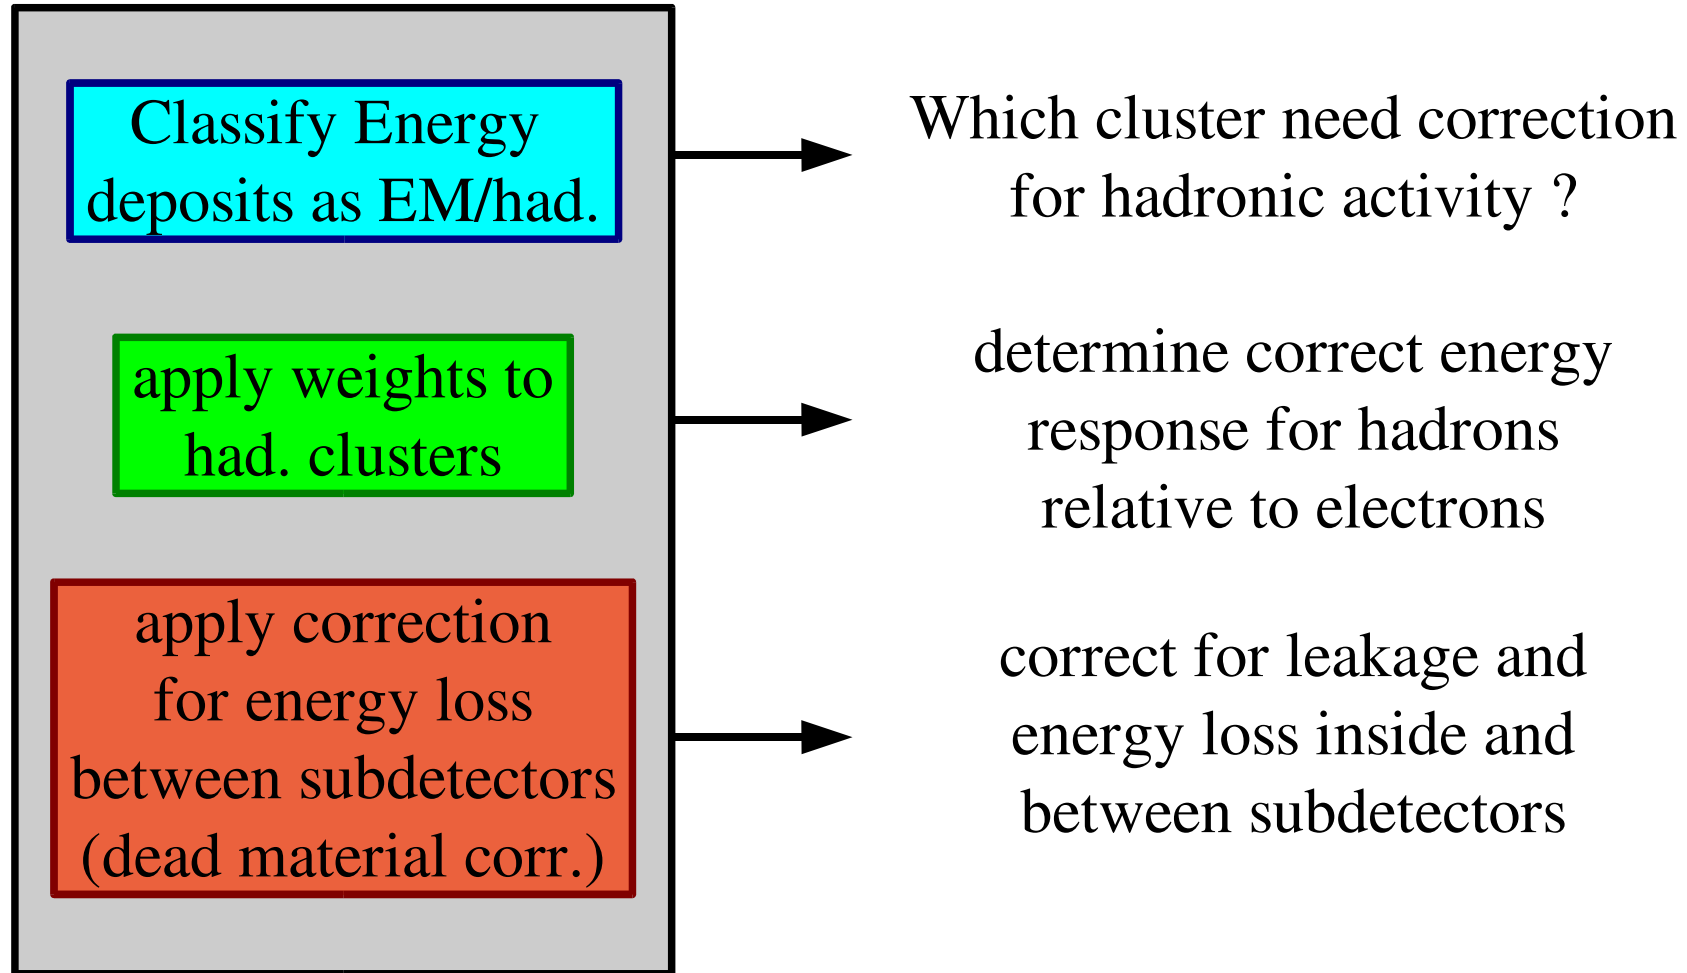 Classify Energy
deposits as EM/had.
Which cluster need correction
for hadronic activity ?
apply weights to
had. clusters
determine correct energy
response for hadrons
relative to electrons
apply correction
for energy loss
between subdetectors
(dead material corr.)
correct for leakage and
energy loss inside and
between subdetectors